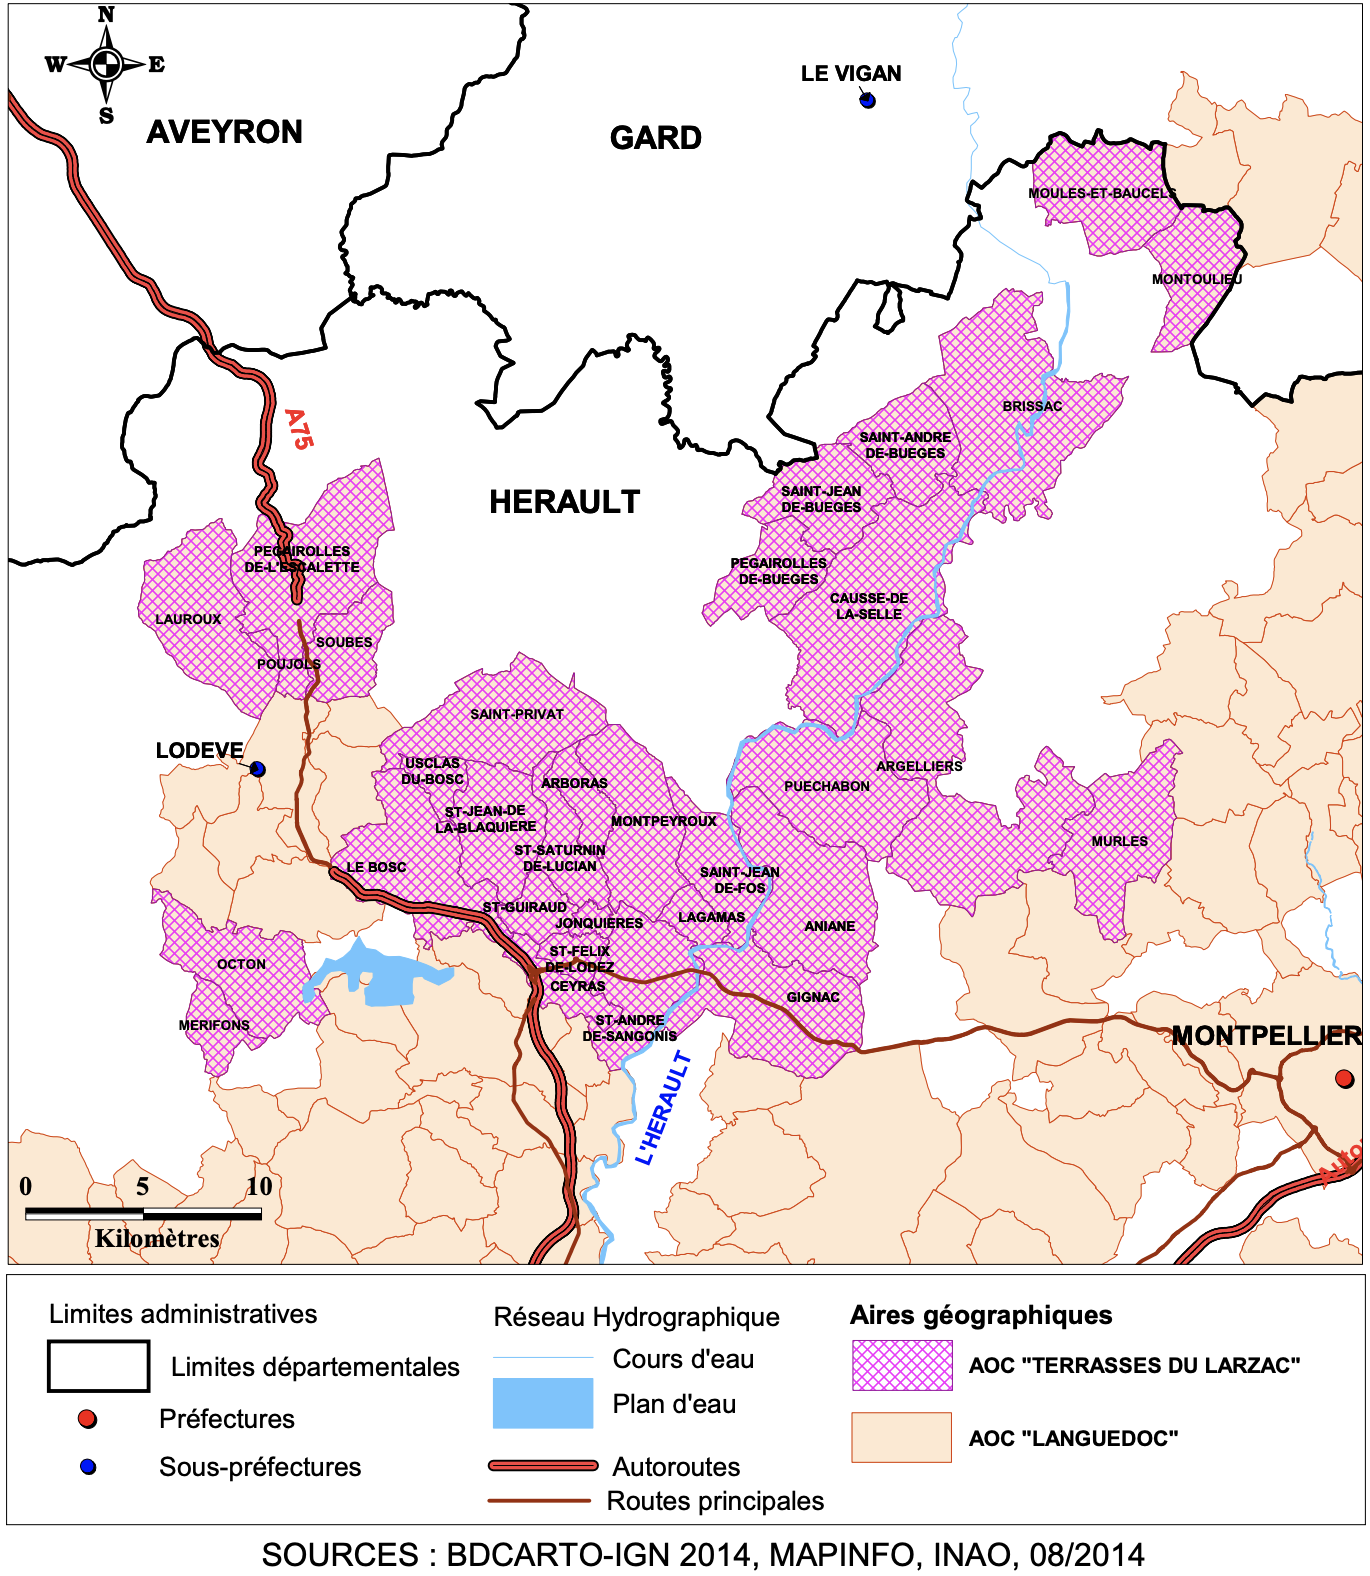 N
W E
S
AVEYRON
GARD
LE VIGAN
MOULES-ET-BAUCELS
MONTOULIEU
A75
BRISSAC
SAINT-ANDRE
DE-BUEGES
HERAULT
SAINT-JEAN
DE-BUEGES
PEGAIROLLES
DE-L'ESCALETTE
PEGAIROLLES
DE-BUEGES
CAUSSE-DE
LA-SELLE
LAUROUX
SOUBES
POUJOLS
SAINT-PRIVAT
LODEVE
USCLAS
DU-BOSC
ARBORAS
ARGELLIERS
PUECHABON
ST-JEAN-DE
LA-BLAQUIERE
MONTPEYROUX
MURLES
ST-SATURNIN
DE-LUCIAN
LE BOSC
SAINT-JEAN
DE-FOS
ST-GUIRAUD
JONQUIERES
LAGAMAS
ANIANE
ST-FELIX
DE-LODEZ
OCTON
CEYRAS
GIGNAC
MERIFONS
ST-ANDRE
DE-SANGONIS
MONTPELLIER
L'HERAULT
Auto
0 5 10
Kilomètres
Limites administratives
Limites départementales
Préfectures
Sous-préfectures
Réseau Hydrographique
Cours d'eau
Plan d'eau
Autoroutes
Routes principales
Aires géographiques
AOC "TERRASSES DU LARZAC"
AOC "LANGUEDOC"
SOURCES : BDCARTO-IGN 2014, MAPINFO, INAO, 08/2014